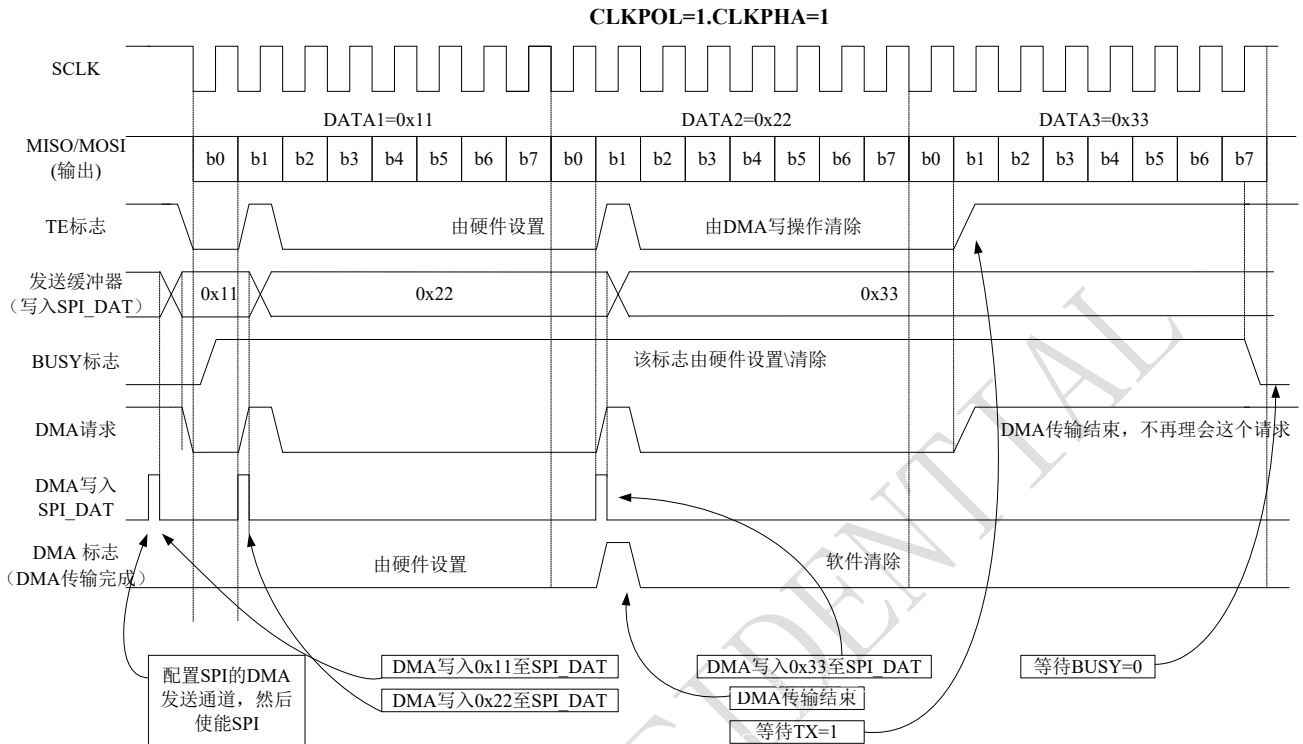 CLKPOL=1.CLKPHA=1
SCLK
DATA1=0x11
DATA2=0x22
DATA3=0x33
MISO/MOSI
(输出)
b0 b1 b2 b3 b4 b5 b6 b7 b0 b1 b2 b3 b4 b5 b6 b7 b0 b1 b2 b3 b4 b5 b6 b7
TE标志
由硬件设置
由DMA写操作清除
发送缓冲器
(写入SPI_DAT)
0x11
0x22
0x33
BUSY标志
该标志由硬件设置\清除
DMA请求
DMA传输结束，不再理会这个请求
DMA写入
SPI_DAT
DMA 标志
(DMA传输完成)
由硬件设置
软件清除
配置SPI的DMA
发送通道，然后
使能SPI
DMA写入0x11至SPI_DAT
DMA写入0x22至SPI_DAT
DMA写入0x33至SPI_DAT
DMA传输结束
等待TX=1
等待BUSY=0